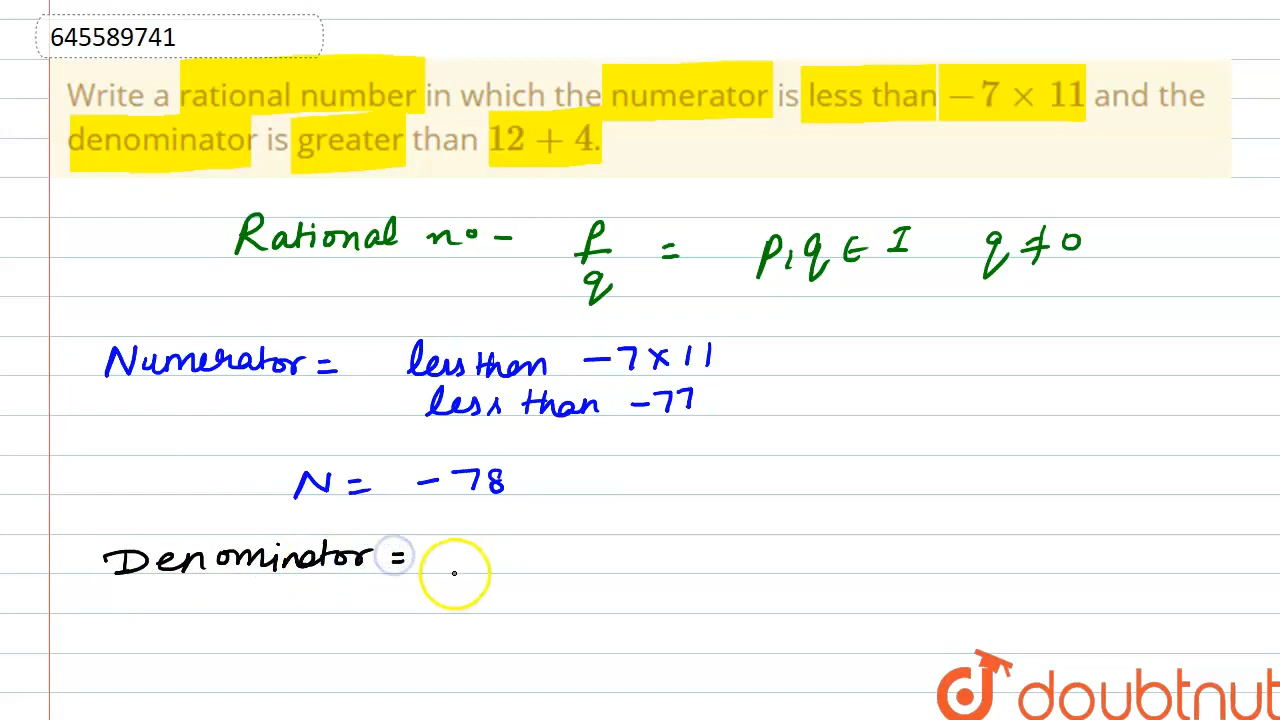 645589741
Write a rational number in which the numerator is less than − 7 × 11 and the
denominator is greater than 12 + 4.
Rational no - p/q = p, q ∈ I q ≠ 0
Numerator = less than - 7 × 11
less than - 77
N = - 78
Denominator =
doubtnut